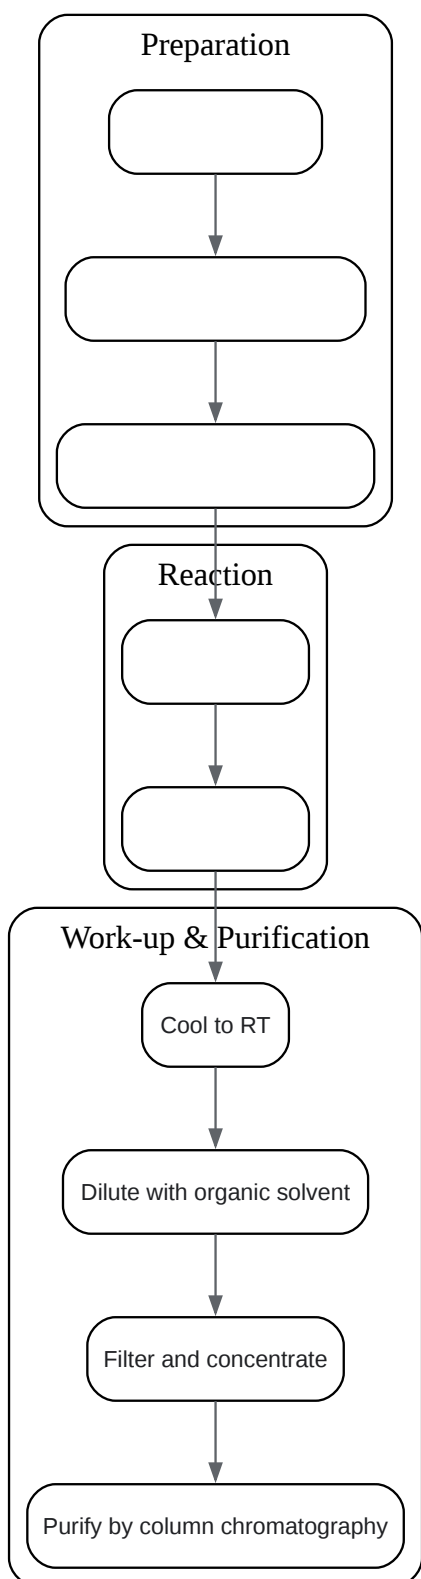 Preparation
Reaction
Work-up & Purification
Cool to RT
Dilute with organic solvent
Filter and concentrate
Purify by column chromatography